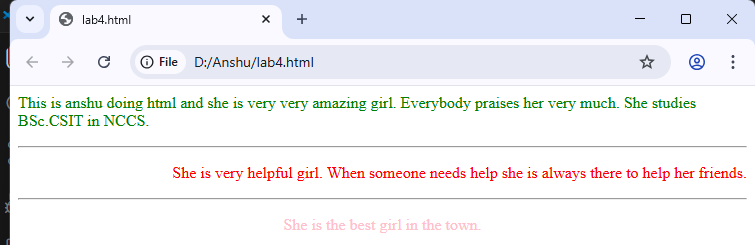 lab4.html
File D:/Anshu/lab4.html
This is anshu doing html and she is very very amazing girl. Everybody praises her very much. She studies
BSc.CSIT in NCCS.
She is very helpful girl. When someone needs help she is always there to help her friends.
She is the best girl in the town.